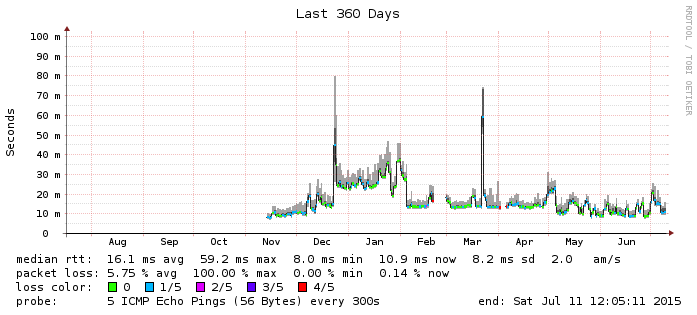 Last 360 Days
RRDTOOL / TOBI OETIKER
Seconds
100 m
90 m
80 m
70 m
60 m
50 m
40 m
30 m
20 m
10 m
0
Aug Sep Oct Nov Dec Jan Feb Mar Apr May Jun
median rtt: 16.1 ms avg 59.2 ms max 8.0 ms min 10.9 ms now 8.2 ms sd 2.0 am/s
packet loss: 5.75 % avg 100.00 % max 0.00 % min 0.14 % now
loss color: 0 1/5 2/5 3/5 4/5
probe: 5 ICMP Echo Pings (56 Bytes) every 300s end: Sat Jul 11 12:05:11 2015